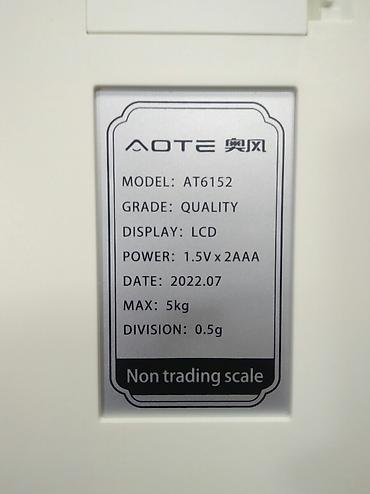 AOTE 奥风
MODEL: AT6152
GRADE: QUALITY
DISPLAY: LCD
POWER: 1.5V x 2AAA
DATE: 2022.07
MAX: 5kg
DIVISION: 0.5g
Non trading scale